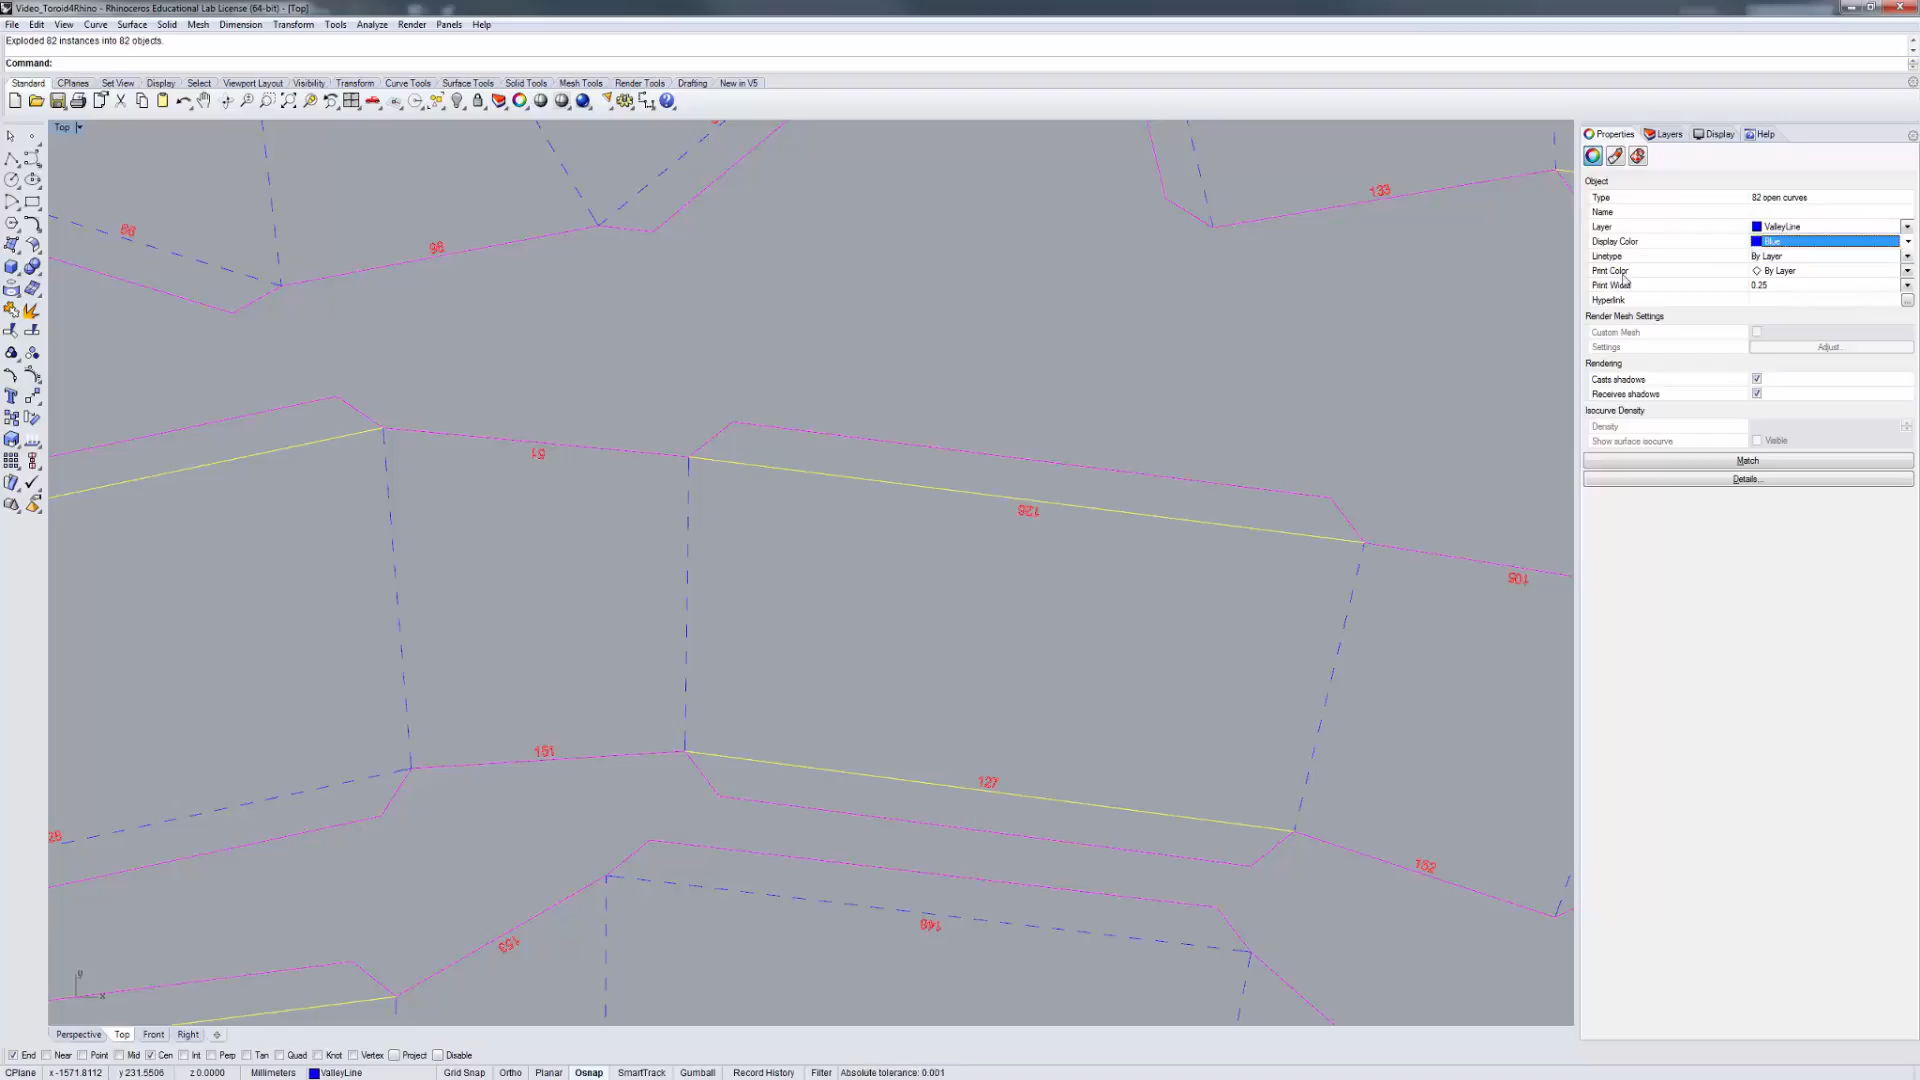 Video_Toroid4Rhino - Rhinoceros Educational Lab License (64-bit) - [Top]
File Edit View Curve Surface Solid Mesh Dimension Transform Tools Analyze Render Panels Help
Exploded 82 instances into 82 objects.
Command:
Standard CPlanes Set View Display Select Viewport Layout Visibility Transform Curve Tools Surface Tools Solid Tools Mesh Tools Render Tools Drafting New in V5
Top
Properties Layers Display Help
Object
Type 82 open curves
Name
Layer ValleyLine
Display Color Blue
Linetype By Layer
Print Color By Layer
Print Width 0.25
Hyperlink ...
Render Mesh Settings
Custom Mesh
Settings Adjust...
Rendering
Casts shadows
Receives shadows
Isocurve Density
Density
Show surface isocurve Visible
Match
Details...
133
98
51
126
105
151
127
152
146
153
y
x
Perspective Top Front Right
End Near Point Mid Cen Int Perp Tan Quad Knot Vertex Project Disable
CPlane x -1571.8112 y 231.5506 z 0.0000 Millimeters ValleyLine Grid Snap Ortho Planar Osnap SmartTrack Gumball Record History Filter Absolute tolerance: 0.001